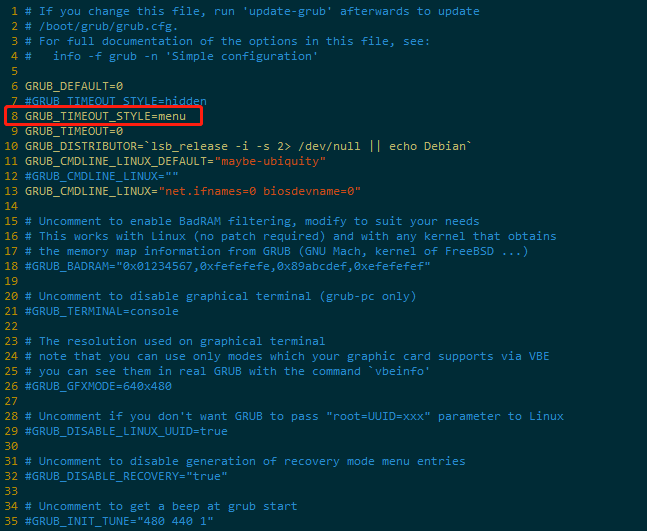 1 # If you change this file, run 'update-grub' afterwards to update
2 # /boot/grub/grub.cfg.
3 # For full documentation of the options in this file, see:
4 #   info -f grub -n 'Simple configuration'
5
6 GRUB_DEFAULT=0
7 #GRUB_TIMEOUT_STYLE=hidden
8 GRUB_TIMEOUT_STYLE=menu
9 GRUB_TIMEOUT=0
10 GRUB_DISTRIBUTOR=`lsb_release -i -s 2> /dev/null || echo Debian`
11 GRUB_CMDLINE_LINUX_DEFAULT="maybe-ubiquity"
12 #GRUB_CMDLINE_LINUX=""
13 GRUB_CMDLINE_LINUX="net.ifnames=0 biosdevname=0"
14
15 # Uncomment to enable BadRAM filtering, modify to suit your needs
16 # This works with Linux (no patch required) and with any kernel that obtains
17 # the memory map information from GRUB (GNU Mach, kernel of FreeBSD ...)
18 #GRUB_BADRAM="0x01234567,0xfefefefe,0x89abcdef,0xefefefef"
19
20 # Uncomment to disable graphical terminal (grub-pc only)
21 #GRUB_TERMINAL=console
22
23 # The resolution used on graphical terminal
24 # note that you can use only modes which your graphic card supports via VBE
25 # you can see them in real GRUB with the command `vbeinfo'
26 #GRUB_GFXMODE=640x480
27
28 # Uncomment if you don't want GRUB to pass "root=UUID=xxx" parameter to Linux
29 #GRUB_DISABLE_LINUX_UUID=true
30
31 # Uncomment to disable generation of recovery mode menu entries
32 #GRUB_DISABLE_RECOVERY="true"
33
34 # Uncomment to get a beep at grub start
35 #GRUB_INIT_TUNE="480 440 1"